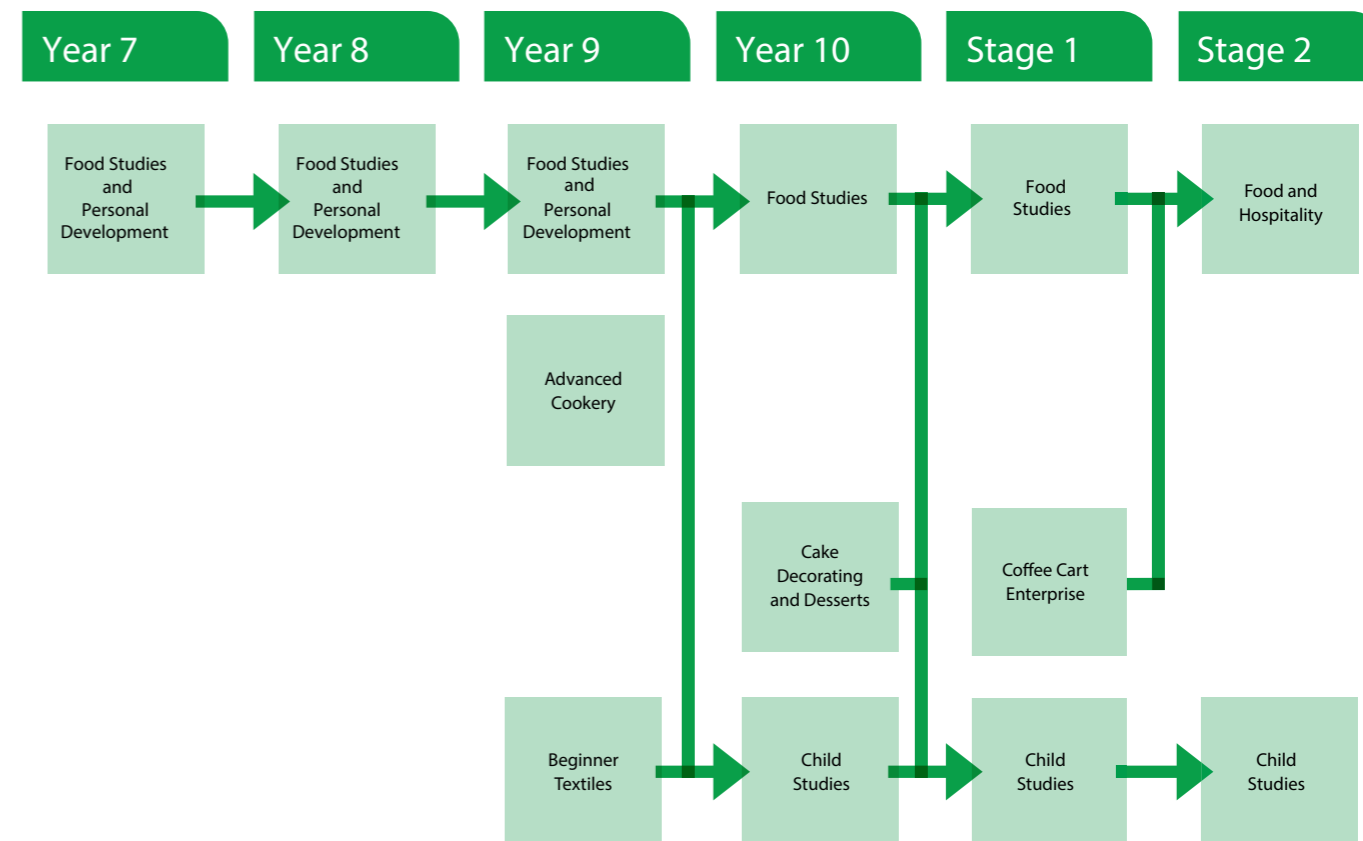 Year 7
Year 8
Year 9
Year 10
Stage 1
Stage 2
Food Studies
and
Personal
Development
Food Studies
and
Personal
Development
Food Studies
and
Personal
Development
Food Studies
Food
Studies
Food and
Hospitality
Advanced
Cookery
Cake
Decorating
and Desserts
Coffee Cart
Enterprise
Beginner
Textiles
Child
Studies
Child
Studies
Child
Studies